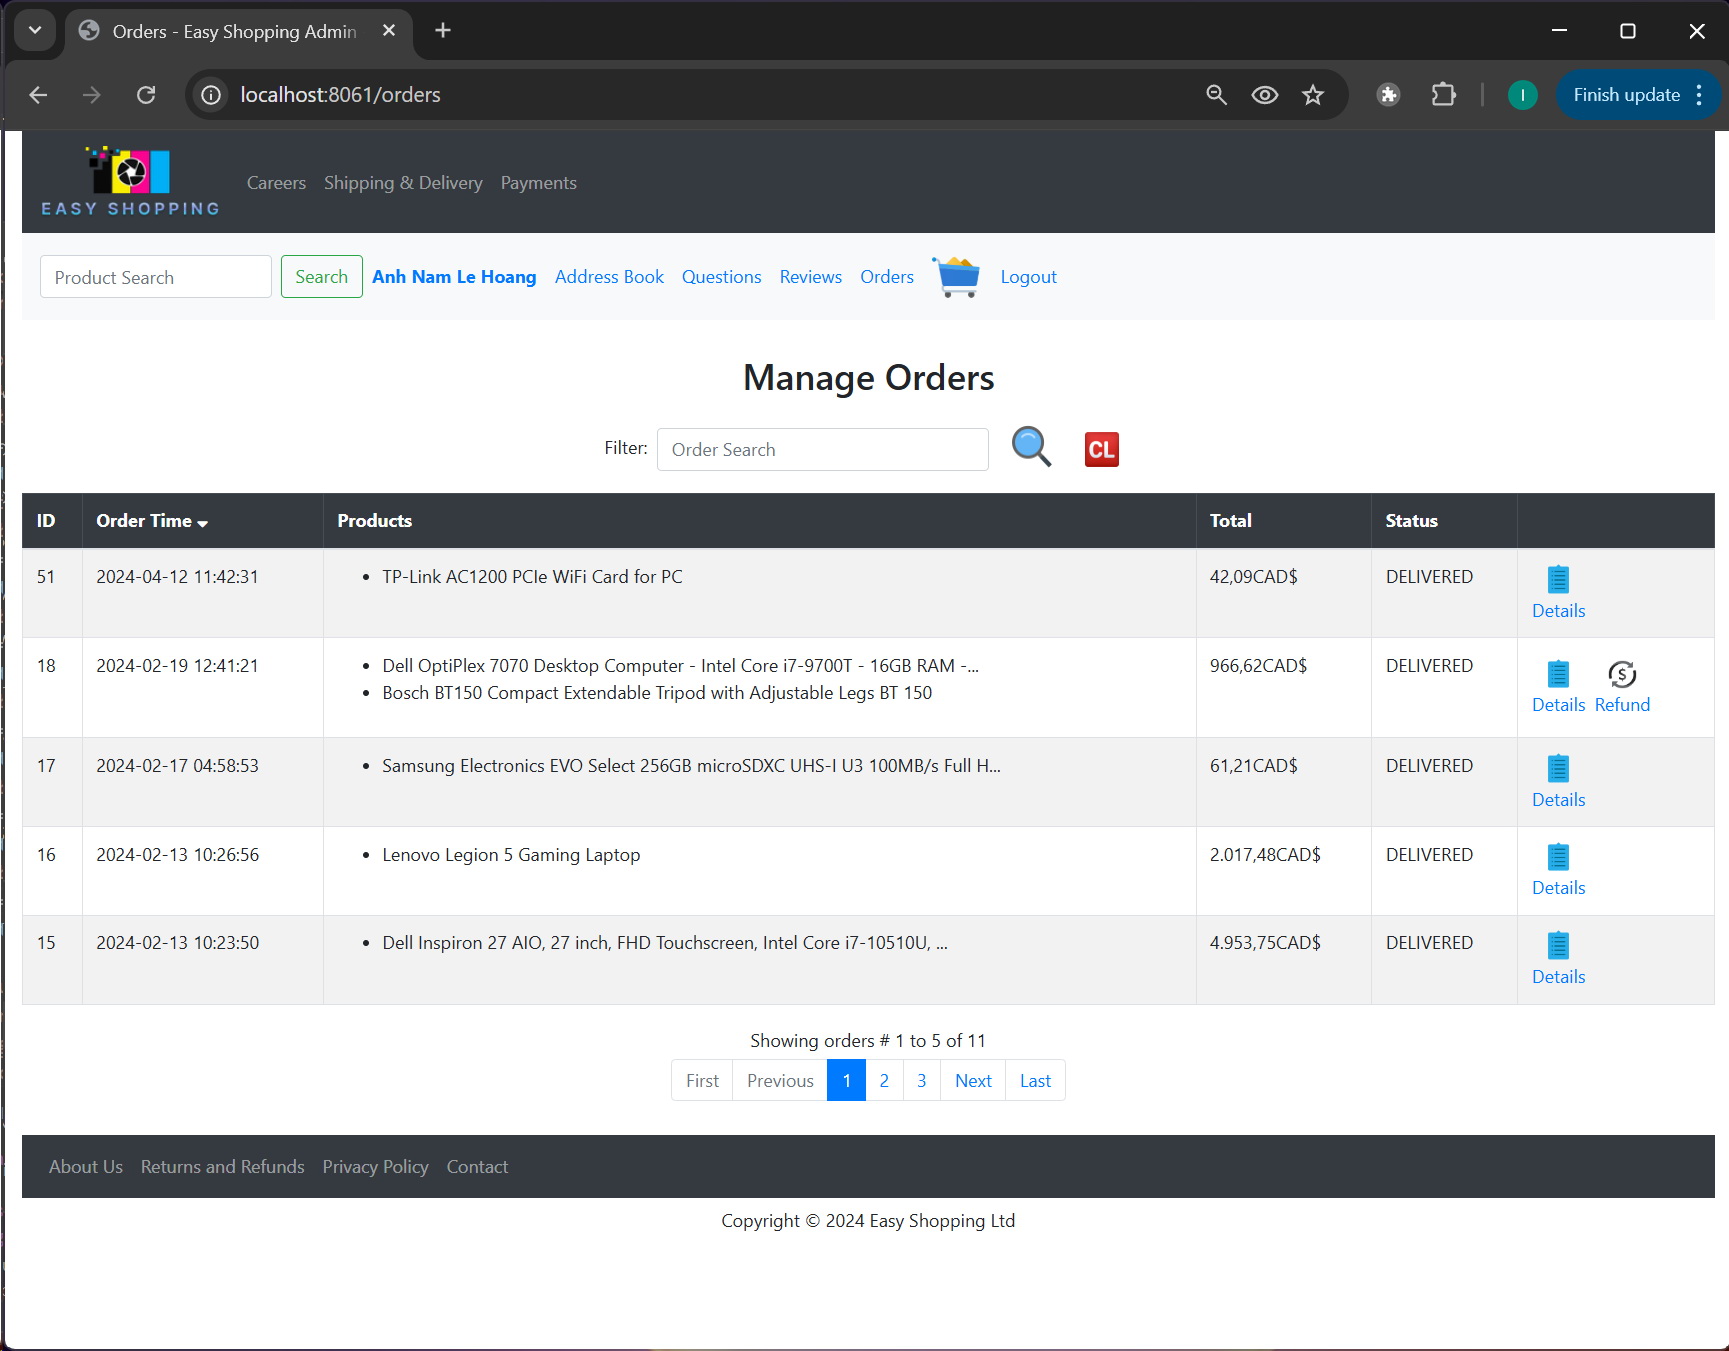 Orders - Easy Shopping Admin
localhost:8061/orders
I
Finish update
EASY SHOPPING
Careers Shipping & Delivery Payments
Product Search
Search
Anh Nam Le Hoang Address Book Questions Reviews Orders Logout
Manage Orders
Filter: Order Search CL
ID Order Time Products Total Status
51 2024-04-12 11:42:31 TP-Link AC1200 PCIe WiFi Card for PC 42,09CAD$ DELIVERED
Details
18 2024-02-19 12:41:21 Dell OptiPlex 7070 Desktop Computer - Intel Core i7-9700T - 16GB RAM -... 966,62CAD$ DELIVERED
Bosch BT150 Compact Extendable Tripod with Adjustable Legs BT 150
Details Refund
17 2024-02-17 04:58:53 Samsung Electronics EVO Select 256GB microSDXC UHS-I U3 100MB/s Full H... 61,21CAD$ DELIVERED
Details
16 2024-02-13 10:26:56 Lenovo Legion 5 Gaming Laptop 2.017,48CAD$ DELIVERED
Details
15 2024-02-13 10:23:50 Dell Inspiron 27 AIO, 27 inch, FHD Touchscreen, Intel Core i7-10510U, ... 4.953,75CAD$ DELIVERED
Details
Showing orders # 1 to 5 of 11
First Previous 1 2 3 Next Last
About Us Returns and Refunds Privacy Policy Contact
Copyright © 2024 Easy Shopping Ltd